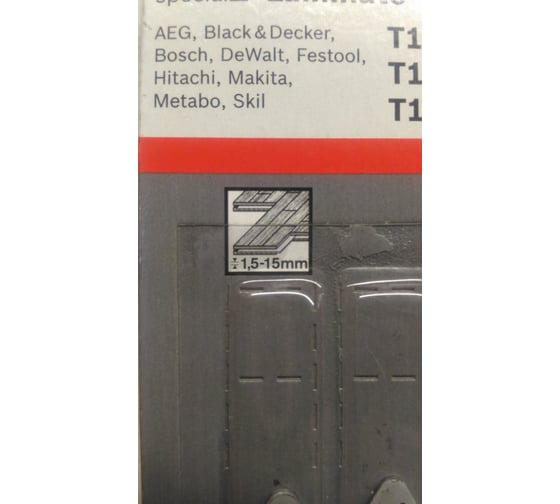 AEG, Black & Decker,
Bosch, DeWalt, Festool,
Hitachi, Makita,
Metabo, Skil
T1
T1
T1
1,5-15mm